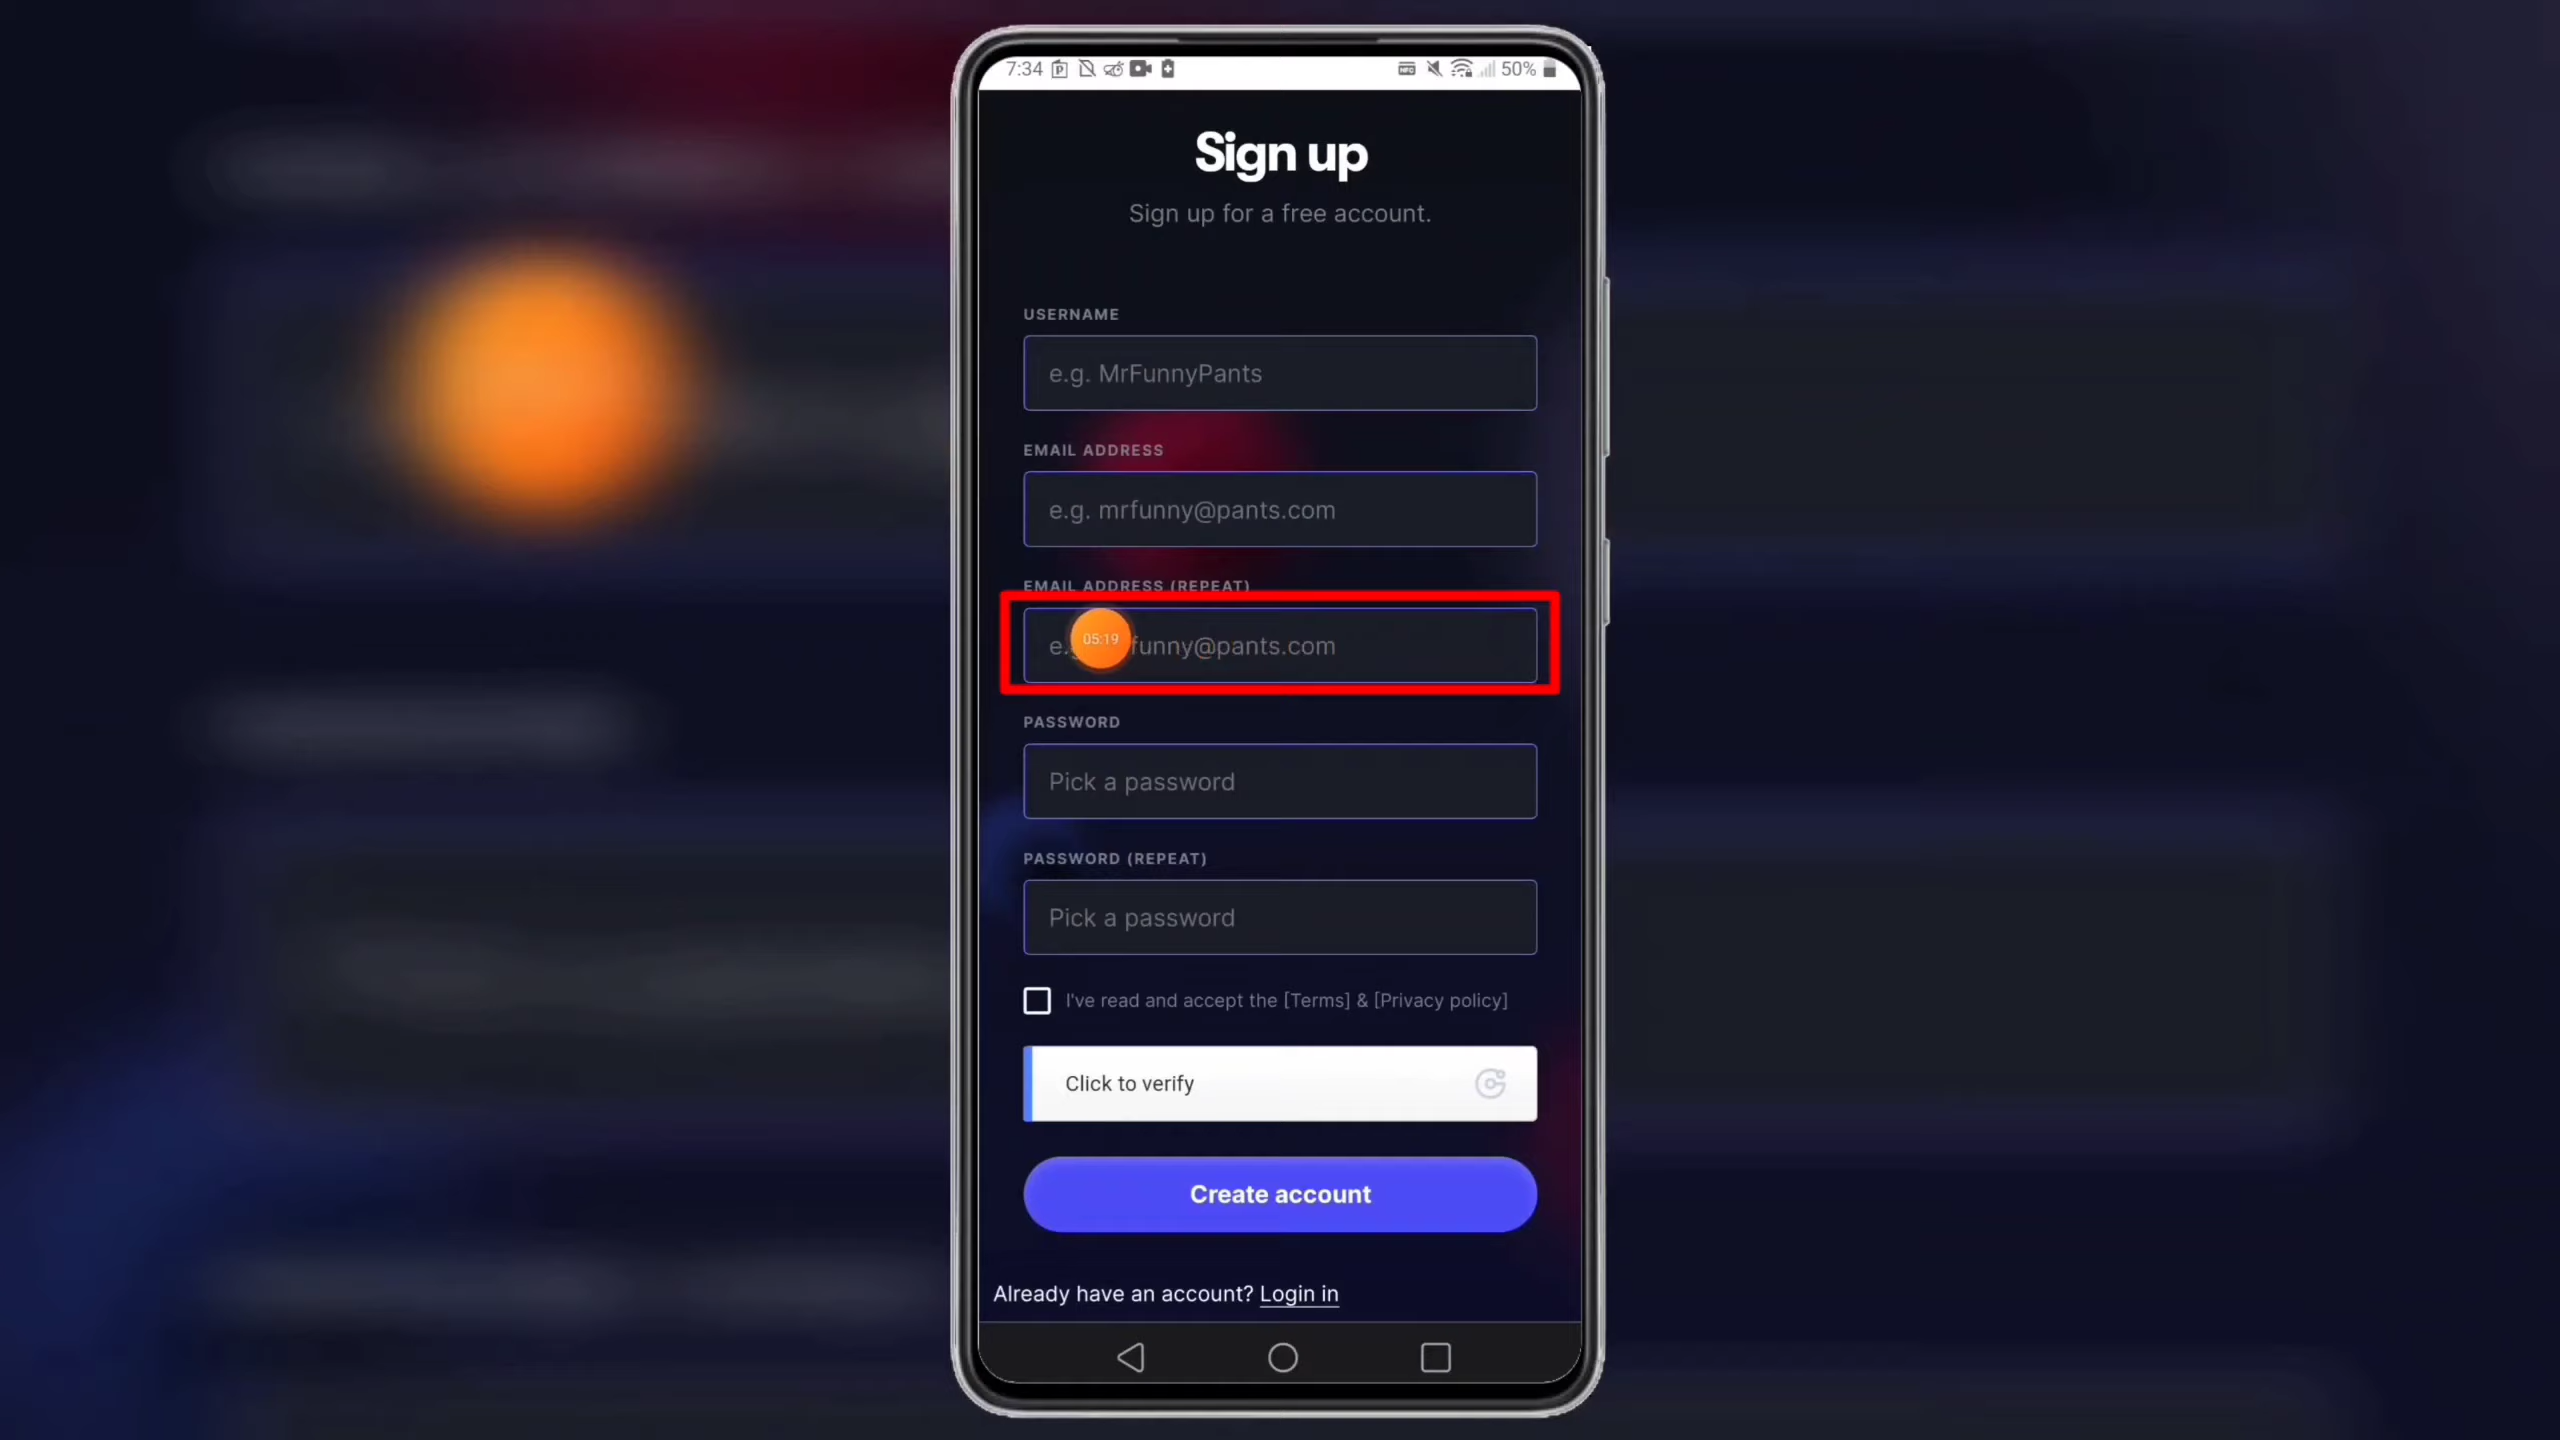 7:34 50%
Sign up
Sign up for a free account.
USERNAME
e.g. MrFunnyPants
EMAIL ADDRESS
e.g. mrfunny@pants.com
EMAIL ADDRESS (REPEAT)
05:19
funny@pants.com
PASSWORD
Pick a password
PASSWORD (REPEAT)
Pick a password
I've read and accept the [Terms] & [Privacy policy]
Click to verify
Create account
Already have an account? Login in